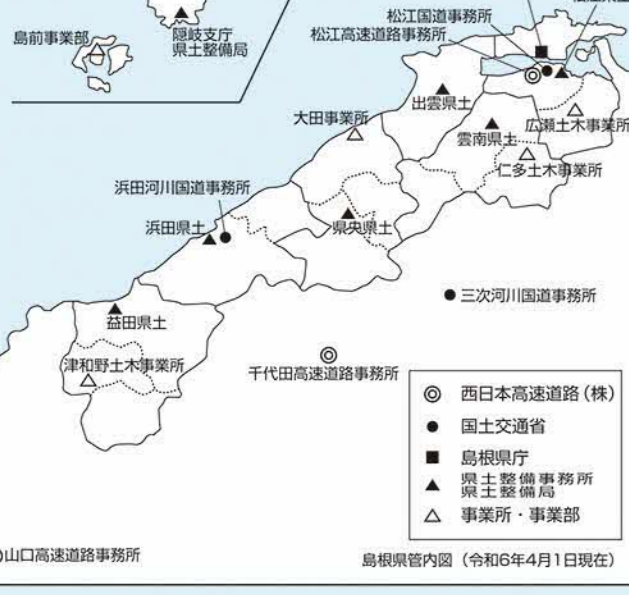 松江国道事務所
松江高速道路事務所
島前事業部
隠岐支庁
県土整備局
出雲県土
大田事業所
雲南県土
広瀬土木事業所
仁多土木事業所
浜田河川国道事務所
浜田県土
県央県土
三次河川国道事務所
益田県土
津和野土木事業所
千代田高速道路事務所
西日本高速道路(株)
国土交通省
島根県庁
県土整備事務所
県土整備局
事業所・事業部
山口高速道路事務所
島根県管内図(令和6年4月1日現在)